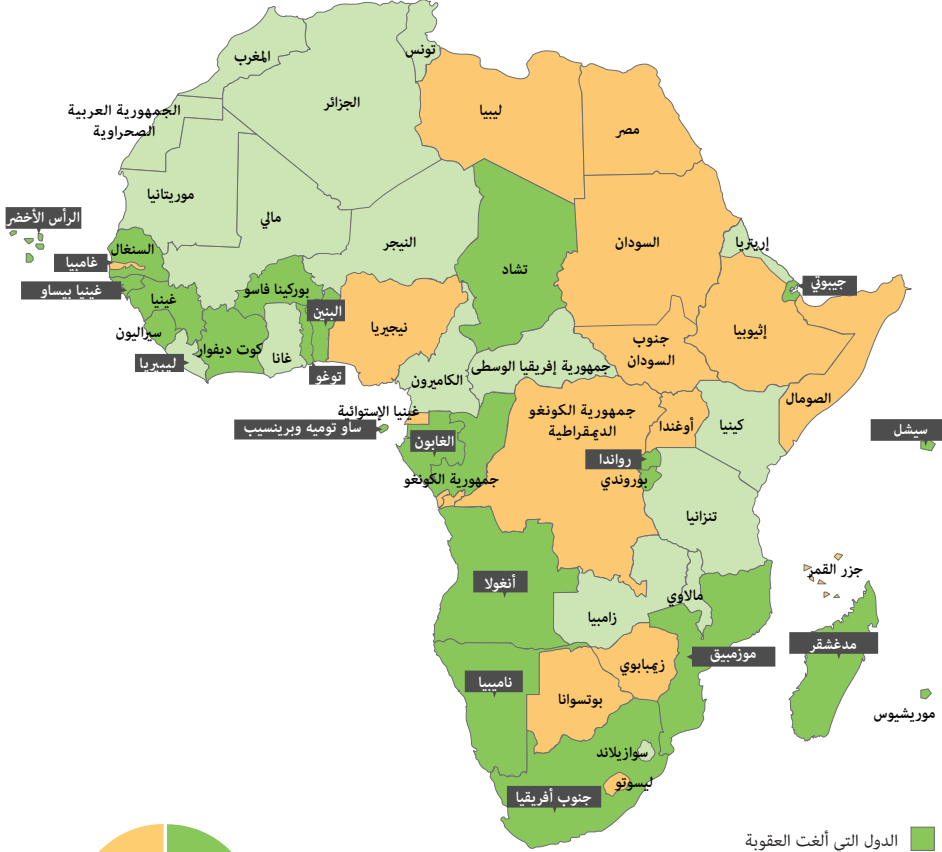 تونس
المغرب
الجزائر
ليبيا
مصر
الجمهورية العربية
الصحراوية
موريتانيا
مالي
النيجر
تشاد
السودان
إريتريا
جيبوتي
الرأس الأخضر
السنغال
غامبيا
غينيا بيساو
غينيا
سيراليون
ليبيريا
كوت ديفوار
بوركينا فاسو
غانا
البنين
توغو
نيجيريا
الكاميرون
جمهورية إفريقيا الوسطى
جنوب
السودان
إثيوبيا
الصومال
غينيا الإستوائية
ساو توميه وبرينسيب
الغابون
جمهورية الكونغو
جمهورية الكونغو
الديمقراطية
أوغندا
كينيا
رواندا
بوروندي
سيشل
تنزانيا
أنغولا
زامبيا
مالاوي
جزر القمر
موزمبيق
مدغشقر
موريشيوس
زيمبابوي
ناميبيا
بوتسوانا
سوازيلاند
ليسوتو
جنوب أفريقيا
الدول التي ألغت العقوبة